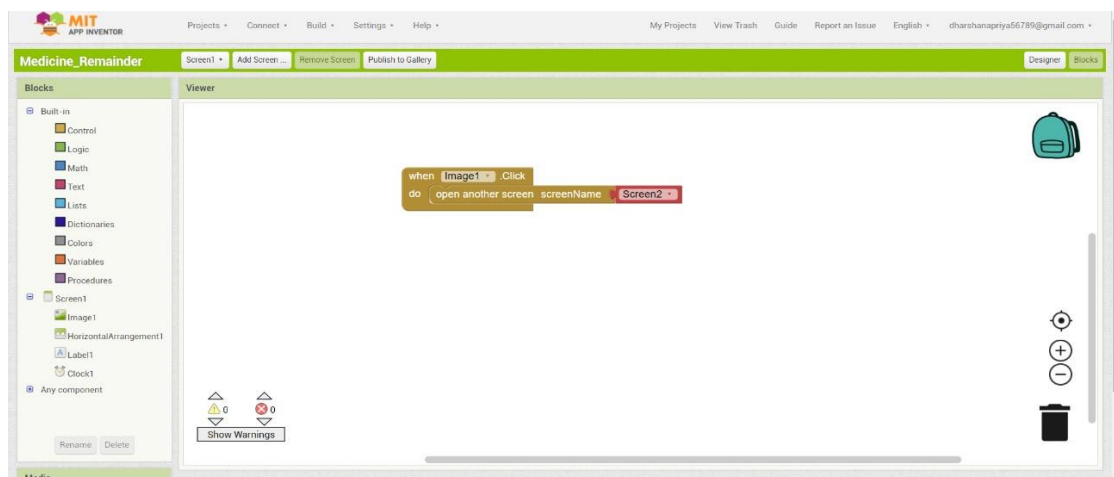 MIT
APP INVENTOR
Projects Connect Build Settings Help My Projects View Trash Guide Report an Issue English dharshanapriya56789@gmail.com
Medicine_Remainder Screen1 Add Screen ... Remove Screen Publish to Gallery Designer Blocks
Blocks Viewer
Built-in
Control
Logic
Math
Text
Lists
Dictionaries
Colors
Variables
Procedures
Screen1
Image1
HorizontalArrangement1
Label1
Clock1
Any component
Rename Delete
when Image1 .Click
do open another screen screenName Screen2
0 0
Show Warnings
Media